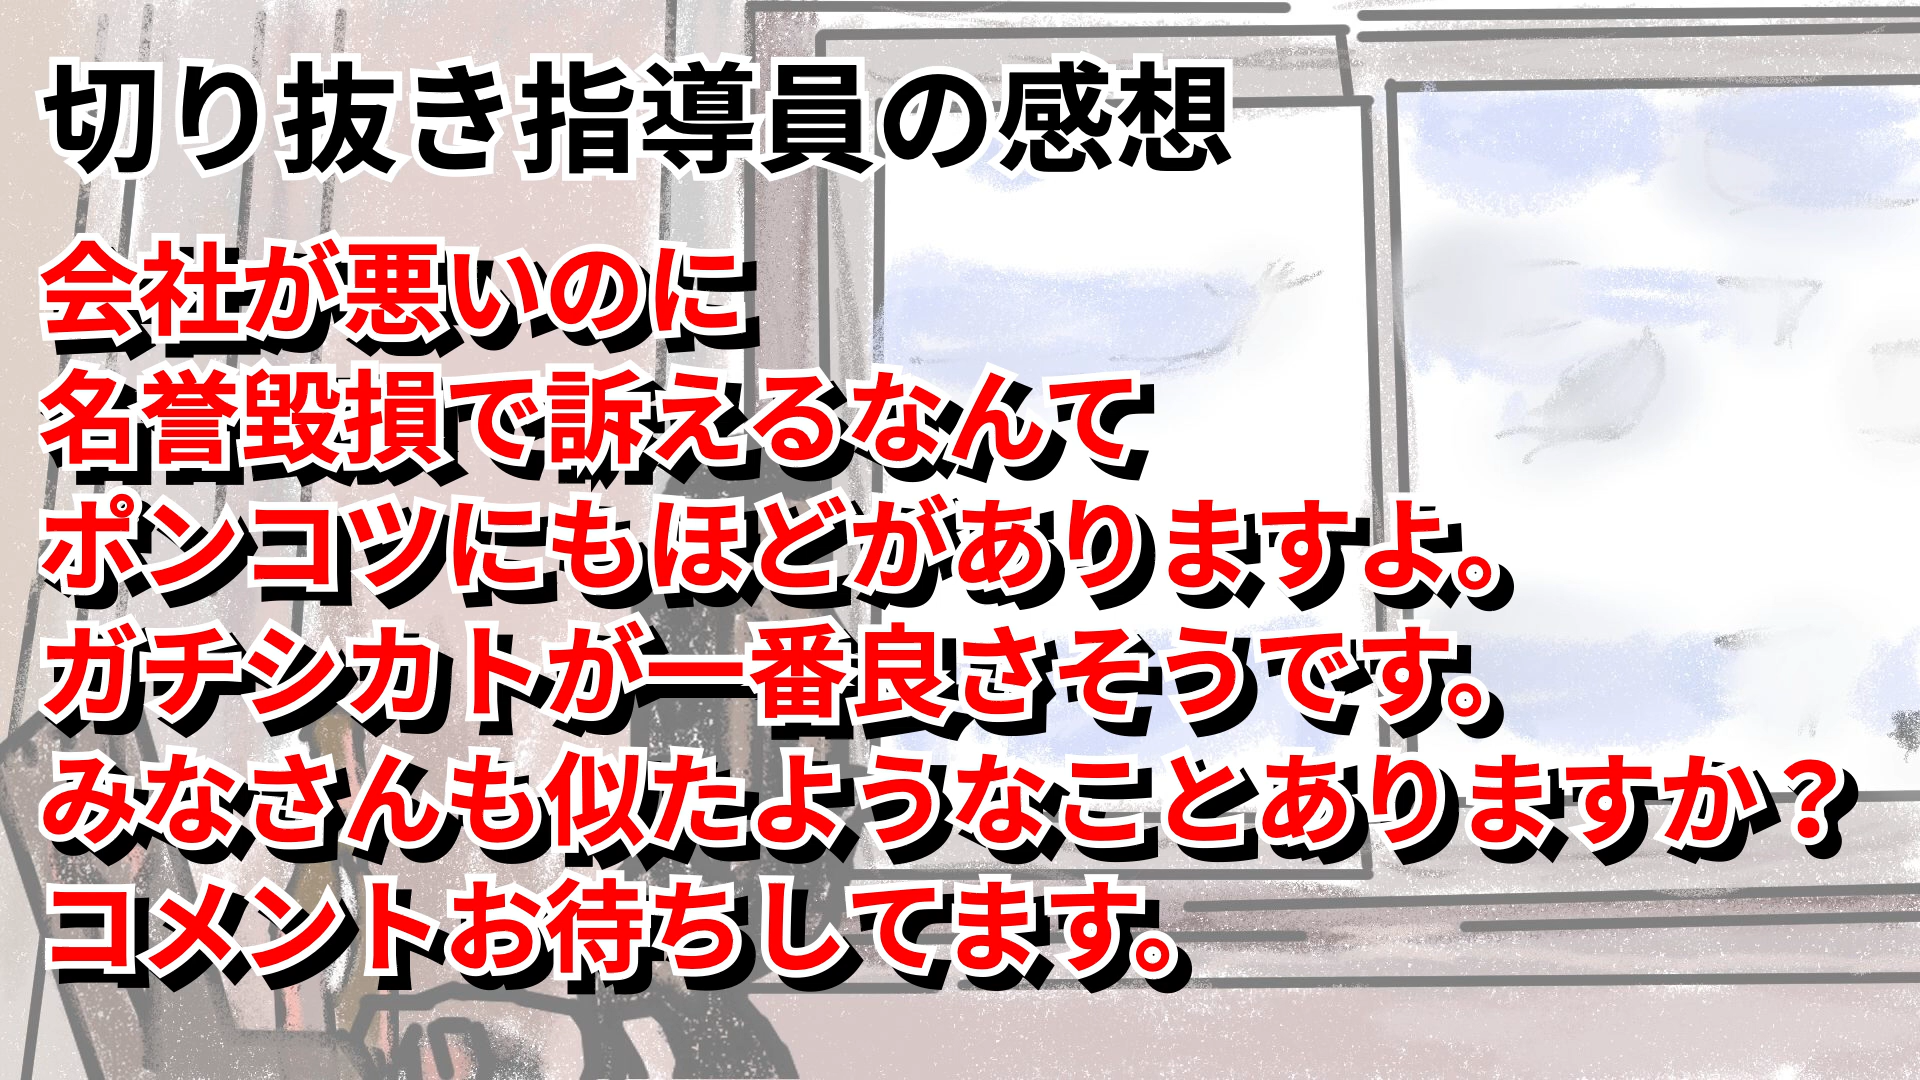 切り抜き指導員の感想
会社が悪いのに
名誉毀損で訴えるなんて
ポンコツにもほどがありますよ。
ガチシカトが一番良さそうです。
みなさんも似たようなことありますか？
コメントお待ちしてます。